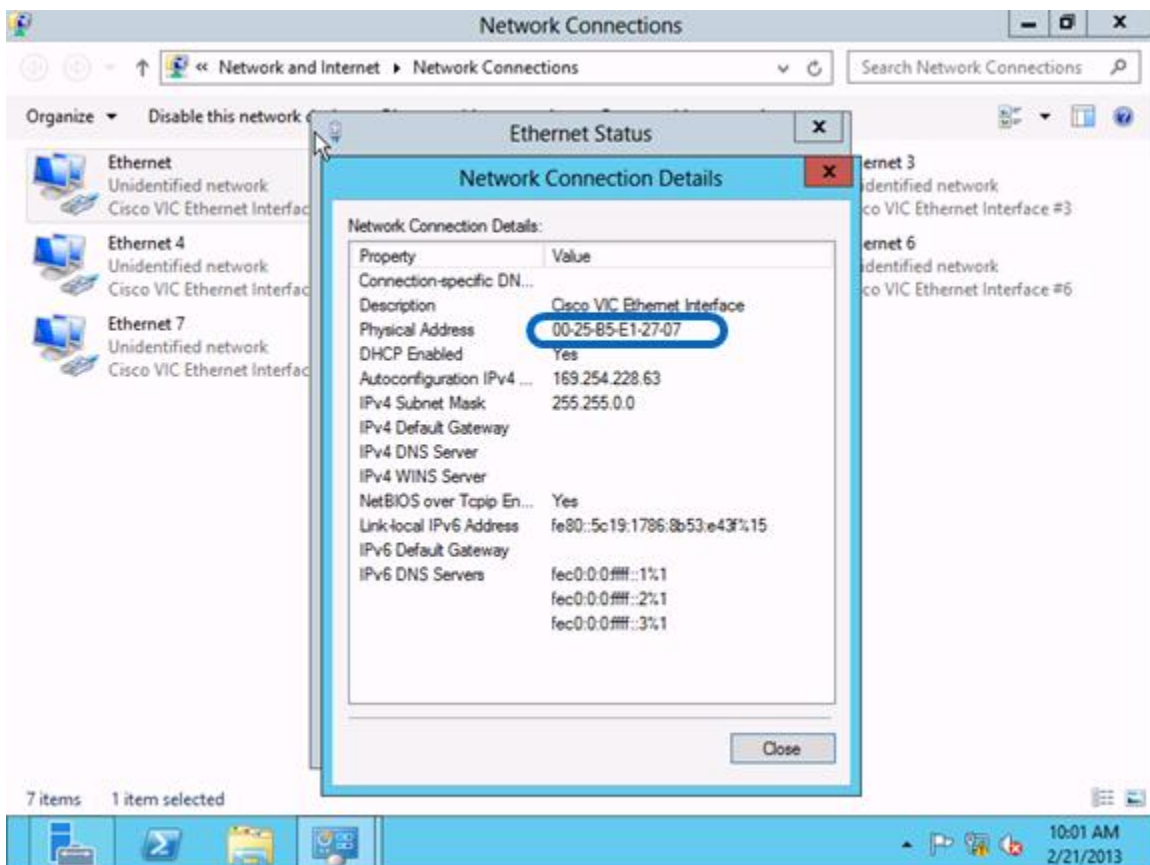 Network Connections
« Network and Internet ▸ Network Connections
Search Network Connections
Organize
Disable this network
Ethernet
Unidentified network
Cisco VIC Ethernet Interfac
Ethernet 4
Unidentified network
Cisco VIC Ethernet Interfac
Ethernet 7
Unidentified network
Cisco VIC Ethernet Interfac
ernet 3
identified network
co VIC Ethernet Interface #3
ernet 6
identified network
co VIC Ethernet Interface #6
Ethernet Status
Network Connection Details
Network Connection Details:
Property Value
Connection-specific DN...
Description Cisco VIC Ethernet Interface
Physical Address 00-25-B5-E1-27-07
DHCP Enabled Yes
Autoconfiguration IPv4 ... 169.254.228.63
IPv4 Subnet Mask 255.255.0.0
IPv4 Default Gateway
IPv4 DNS Server
IPv4 WINS Server
NetBIOS over Tcpip En... Yes
Link-local IPv6 Address fe80::5c19:1786:8b53:e43f%15
IPv6 Default Gateway
IPv6 DNS Servers fec0:0:0:ffff::1%1
fec0:0:0:ffff::2%1
fec0:0:0:ffff::3%1
Close
7 items 1 item selected
10:01 AM
2/21/2013